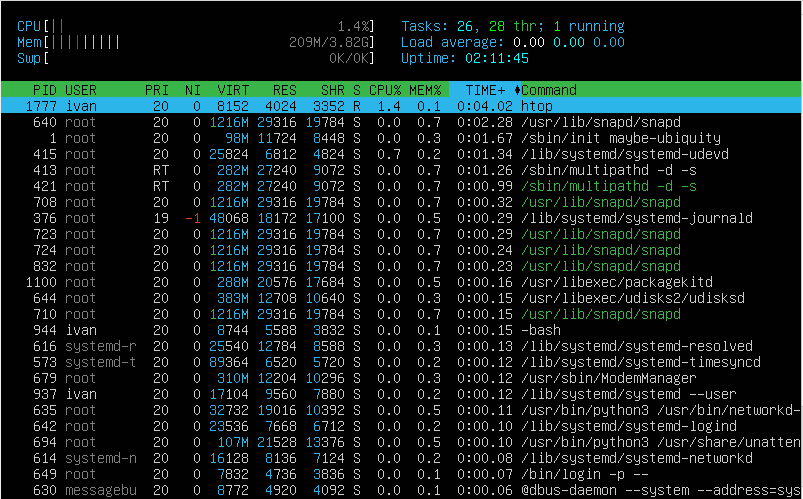 CPU[|| 1.4%] Tasks: 26, 28 thr; 1 running
Mem[||||||||| 209M/3.82G] Load average: 0.00 0.00 0.00
Swp[ 0K/0K] Uptime: 02:11:45
PID USER PRI NI VIRT RES SHR S CPU% MEM% TIME+ Command
1777 ivan 20 0 8152 4024 3352 R 1.4 0.1 0:04.02 htop
640 root 20 0 1216M 29316 19784 S 0.0 0.7 0:02.28 /usr/lib/snapd/snapd
1 root 20 0 98M 11724 8448 S 0.0 0.3 0:01.67 /sbin/init maybe-ubiquity
415 root 20 0 25824 6812 4824 S 0.7 0.2 0:01.34 /lib/systemd/systemd-udevd
413 root RT 0 282M 27240 9072 S 0.0 0.7 0:01.26 /sbin/multipathd -d -s
421 root RT 0 282M 27240 9072 S 0.0 0.7 0:00.99 /sbin/multipathd -d -s
708 root 20 0 1216M 29316 19784 S 0.0 0.7 0:00.32 /usr/lib/snapd/snapd
376 root 19 -1 48068 18172 17100 S 0.0 0.5 0:00.29 /lib/systemd/systemd-journald
723 root 20 0 1216M 29316 19784 S 0.0 0.7 0:00.29 /usr/lib/snapd/snapd
724 root 20 0 1216M 29316 19784 S 0.0 0.7 0:00.24 /usr/lib/snapd/snapd
832 root 20 0 1216M 29316 19784 S 0.0 0.7 0:00.23 /usr/lib/snapd/snapd
1100 root 20 0 288M 20576 17684 S 0.0 0.5 0:00.16 /usr/libexec/packagekitd
644 root 20 0 383M 12708 10640 S 0.0 0.3 0:00.15 /usr/libexec/udisks2/udisksd
710 root 20 0 1216M 29316 19784 S 0.0 0.7 0:00.15 /usr/lib/snapd/snapd
944 ivan 20 0 8744 5588 3832 S 0.0 0.1 0:00.15 -bash
616 systemd-r 20 0 25540 12784 8588 S 0.0 0.3 0:00.13 /lib/systemd/systemd-resolved
573 systemd-t 20 0 89364 6520 5720 S 0.0 0.2 0:00.12 /lib/systemd/systemd-timesyncd
679 root 20 0 310M 12204 10296 S 0.0 0.3 0:00.12 /usr/sbin/ModemManager
937 ivan 20 0 17104 9560 7880 S 0.0 0.2 0:00.12 /lib/systemd/systemd --user
635 root 20 0 32732 19016 10392 S 0.0 0.5 0:00.11 /usr/bin/python3 /usr/bin/networkd-
642 root 20 0 23536 7668 6712 S 0.0 0.2 0:00.10 /lib/systemd/systemd-logind
694 root 20 0 107M 21528 13376 S 0.0 0.5 0:00.10 /usr/bin/python3 /usr/share/unatten
614 systemd-n 20 0 16128 8136 7124 S 0.0 0.2 0:00.08 /lib/systemd/systemd-networkd
649 root 20 0 7832 4736 3836 S 0.0 0.1 0:00.07 /bin/login -p --
630 messagebu 20 0 8772 4920 4092 S 0.0 0.1 0:00.06 @dbus-daemon --system --address=sys